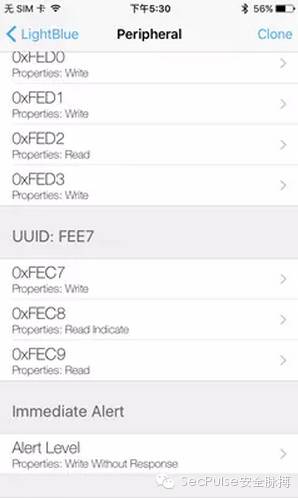 无 SIM 卡 下午5:30 56%
LightBlue Peripheral Clone
0xFED0
Properties: Write
0xFED1
Properties: Write
0xFED2
Properties: Read
0xFED3
Properties: Write
UUID: FEE7
0xFEC7
Properties: Write
0xFEC8
Properties: Read Indicate
0xFEC9
Properties: Read
Immediate Alert
Alert Level
Properties: Write Without Response
SecPulse安全脉搏